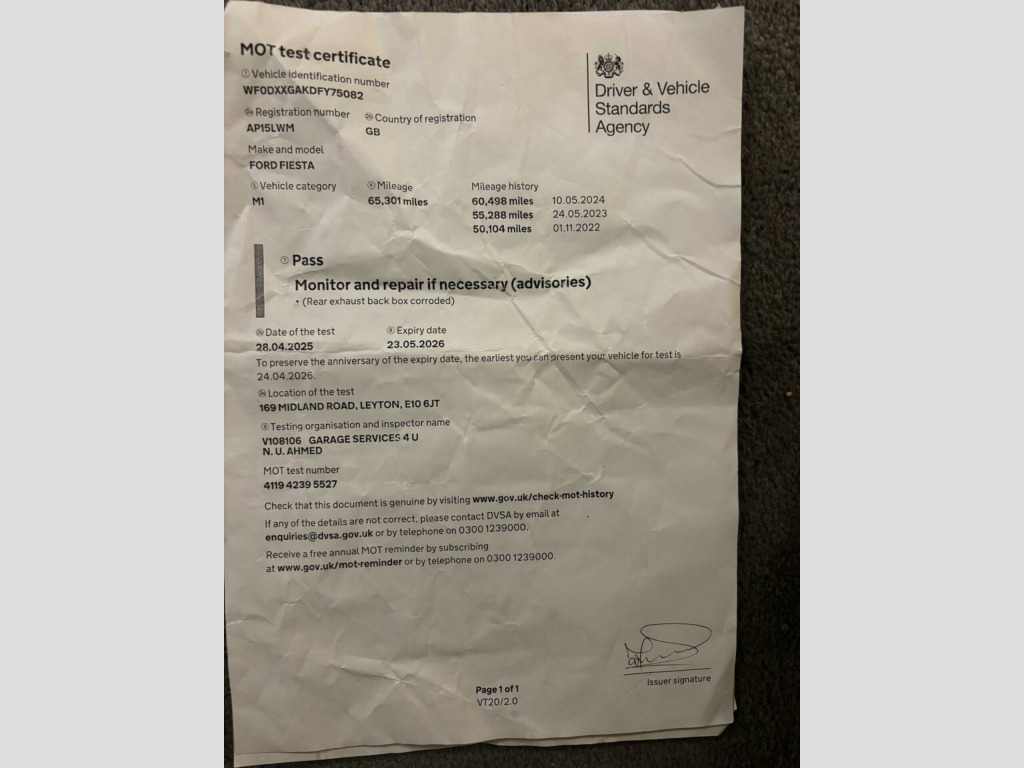 MOT test certificate
① Vehicle identification number
WF0DXXGAKDFY75082
Registration number
AP15LWM
Country of registration
GB
Make and model
FORD FIESTA
⑤ Vehicle category
M1
④ Mileage
65,301 miles
Mileage history
60,498 miles 10.05.2024
55,288 miles 24.05.2023
50,104 miles 01.11.2022
Driver & Vehicle
Standards
Agency
⑦ Pass
Monitor and repair if necessary (advisories)
• (Rear exhaust back box corroded)
Date of the test
28.04.2025
⑧ Expiry date
23.05.2026
To preserve the anniversary of the expiry date, the earliest you can present your vehicle for test is
24.04.2026.
Location of the test
169 MIDLAND ROAD, LEYTON, E10 6JT
⑨ Testing organisation and inspector name
V108106 GARAGE SERVICES 4 U
N. U. AHMED
MOT test number
4119 4239 5527
Check that this document is genuine by visiting www.gov.uk/check-mot-history
If any of the details are not correct, please contact DVSA by email at
enquiries@dvsa.gov.uk or by telephone on 0300 1239000.
Receive a free annual MOT reminder by subscribing
at www.gov.uk/mot-reminder or by telephone on 0300 1239000.
Issuer signature
Page 1 of 1
VT20/2.0